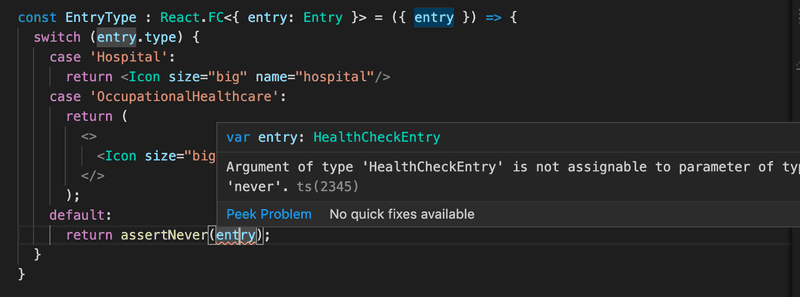 const EntryType : React.FC<{ entry: Entry }> = ({ entry }) => {
switch (entry.type) {
case 'Hospital':
return <Icon size="big" name="hospital"/>
case 'OccupationalHealthcare':
return (
<>
<Icon size="big
</>
);
default:
return assertNever(entry);
}
}
var entry: HealthCheckEntry
Argument of type 'HealthCheckEntry' is not assignable to parameter of typ
'never'. ts(2345)
Peek Problem No quick fixes available